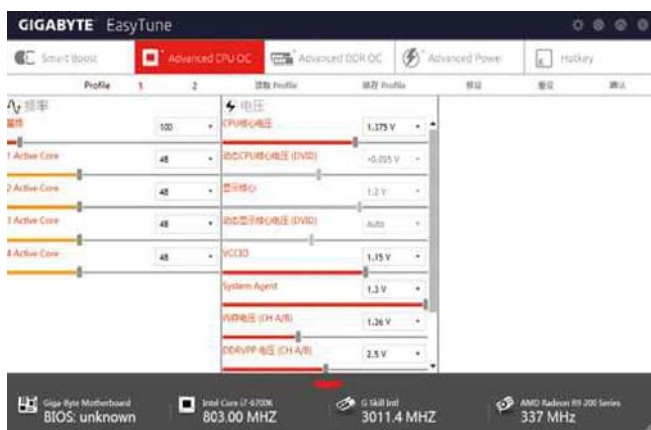 GIGABYTE EasyTune
Smart Boost
Advanced CPU OC
Advanced DDR OC
Advanced Power
Hotkey
Profile 1 2 读取 Profile 储存 Profile
频率
100
1 Active Core 48
2 Active Core 48
3 Active Core 48
4 Active Core 48
电压
CPU核心电压 1.375 V
动态CPU核心电压 (DVID) +0.035 V
显示核心 1.2 V
动态显示核心电压 (DVID) Auto
VCCIO 1.15 V
System Agent 1.3 V
内存电压 (CH A/B) 1.36 V
DDRVPP 电压 (CH A/B) 2.5 V
Giga-Byte Motherboard
BIOS: unknown
Intel Core i7-6700K
803.00 MHZ
G Skill Intl
3011.4 MHZ
AMD Radeon R9 200 Series
337 MHz